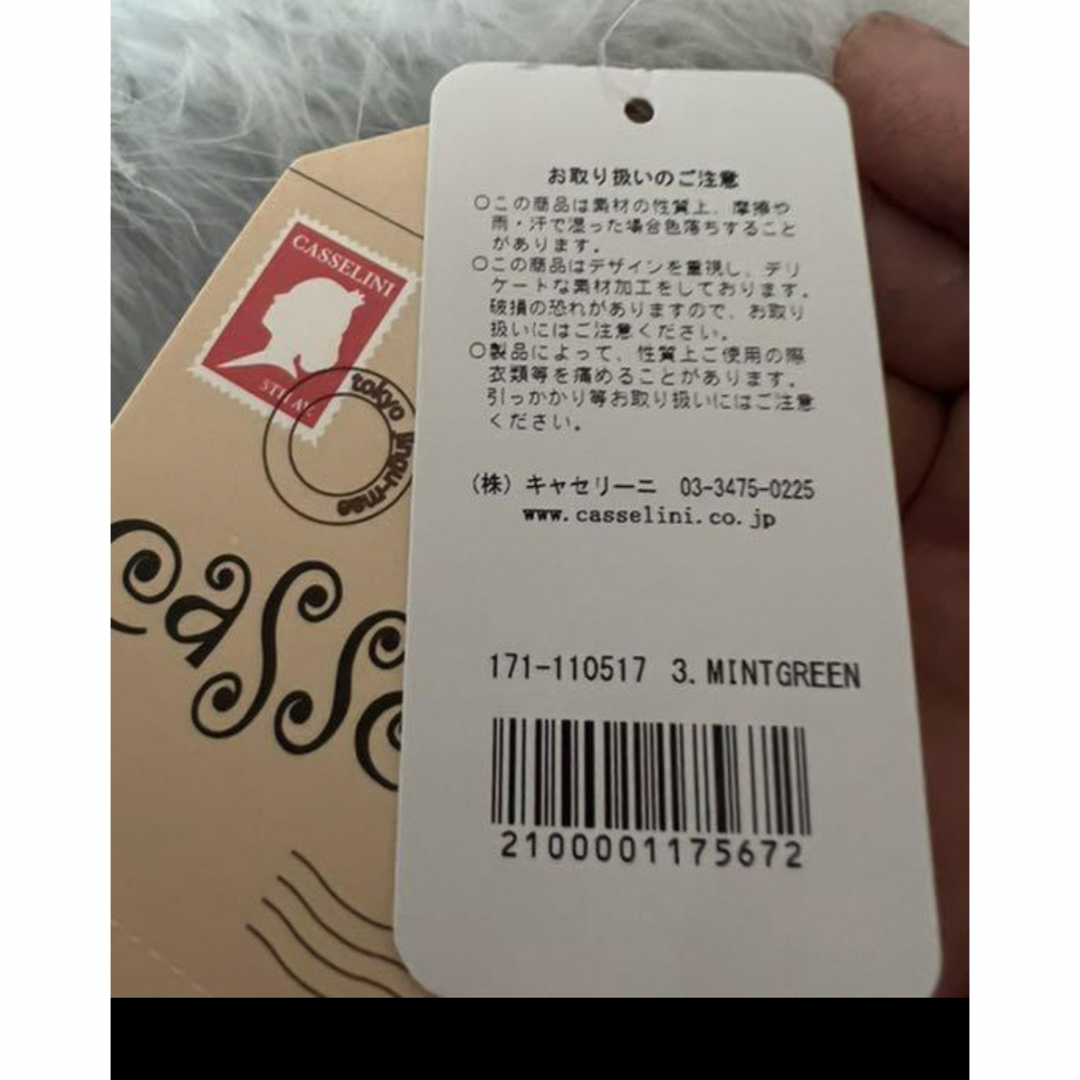 CASSELINI
5TH AV.
tokyo jingu-mae
casse
お取り扱いのご注意
○この商品は素材の性質上、摩擦や
雨・汗で湿った場合色落ちすること
があります。
○この商品はデザインを重視し、デリ
ケートな素材加工をしております。
破損の恐れがありますので、お取り
扱いにはご注意ください。
○製品によって、性質上ご使用の際
衣類等を痛めることがあります。
引っかかり等お取り扱いにはご注意
ください。
（株）キャセリーニ 03-3475-0225
www.casselini.co.jp
171-110517 3.MINTGREEN
2100001175672